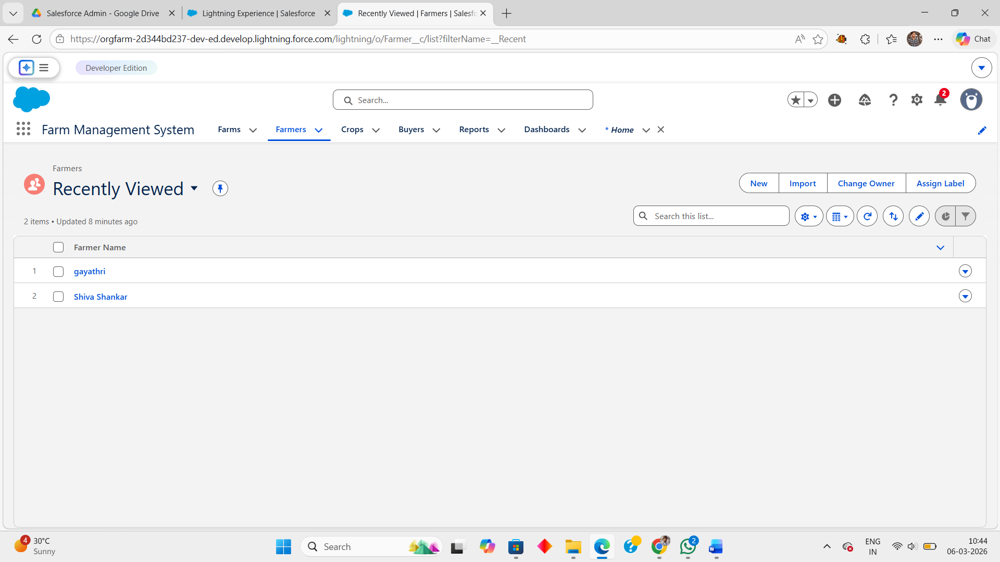 Salesforce Admin - Google Drive
Lightning Experience | Salesforce
Recently Viewed | Farmers | Salesfo
https://orgfarm-2d344bd237-dev-ed.develop.lightning.force.com/lightning/o/Farmer__c/list?filterName=__Recent
Chat
Developer Edition
Search...
2
Farm Management System
Farms
Farmers
Crops
Buyers
Reports
Dashboards
* Home
Farmers
Recently Viewed
New
Import
Change Owner
Assign Label
2 items • Updated 8 minutes ago
Search this list...
Farmer Name
1 gayathri
2 Shiva Shankar
4
30°C
Sunny
Search
2
ENG
IN
10:44
06-03-2026